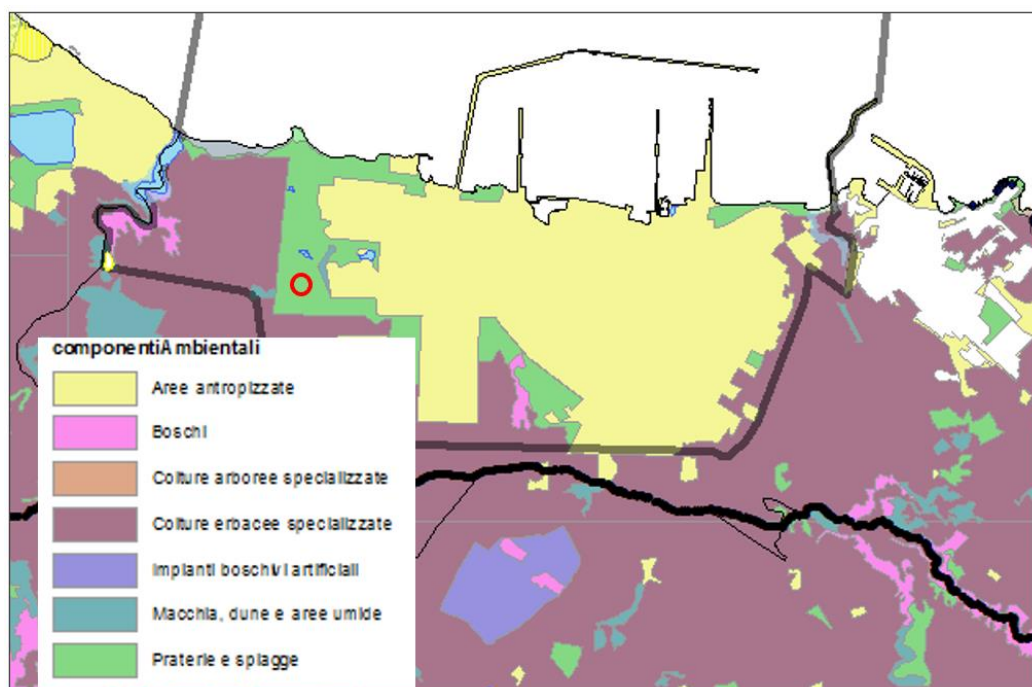 componentiAmbientali
Aree antropizzate
Boschi
Colture arboree specializzate
Colture erbacee specializzate
Impianti boschivi artificiali
Macchia, dune e aree umide
Praterie e spiagge